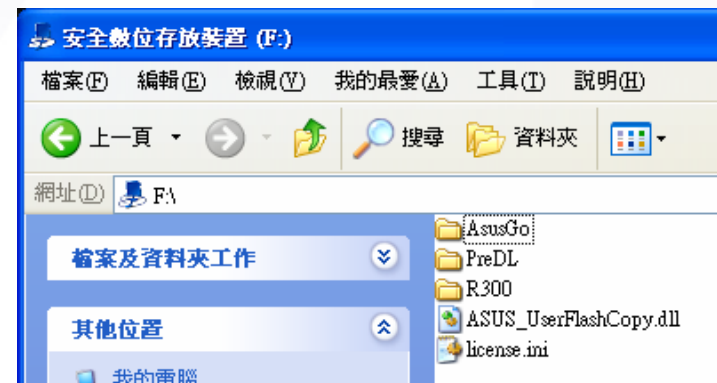 安全數位存放裝置 (F:)
檔案(F) 編輯(E) 檢視(V) 我的最愛(A) 工具(T) 說明(H)
上一頁 搜尋 資料夾
網址(D) F:\
AsusGo
檔案及資料夾工作 PreDL
R300
其他位置 ASUS_UserFlashCopy.dll
license.ini
我的電腦